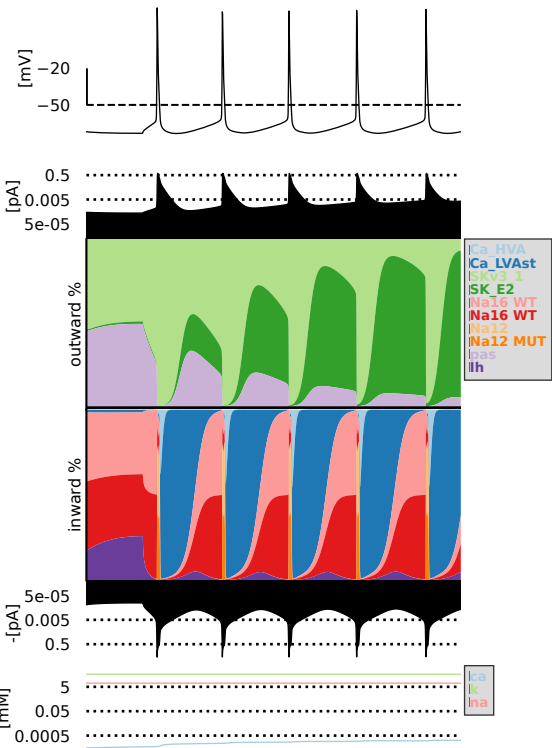 [mV]
−20
−50
[pA]
0.5
0.005
5e-05
outward %
Ca_HVA
Ca_LVAst
SKv3_1
SK_E2
Na16 WT
Na16 WT
Na12
Na12 MUT
pas
Ih
inward %
-[pA]
5e-05
0.005
0.5
[mM]
5
0.05
0.0005
ca
k
na